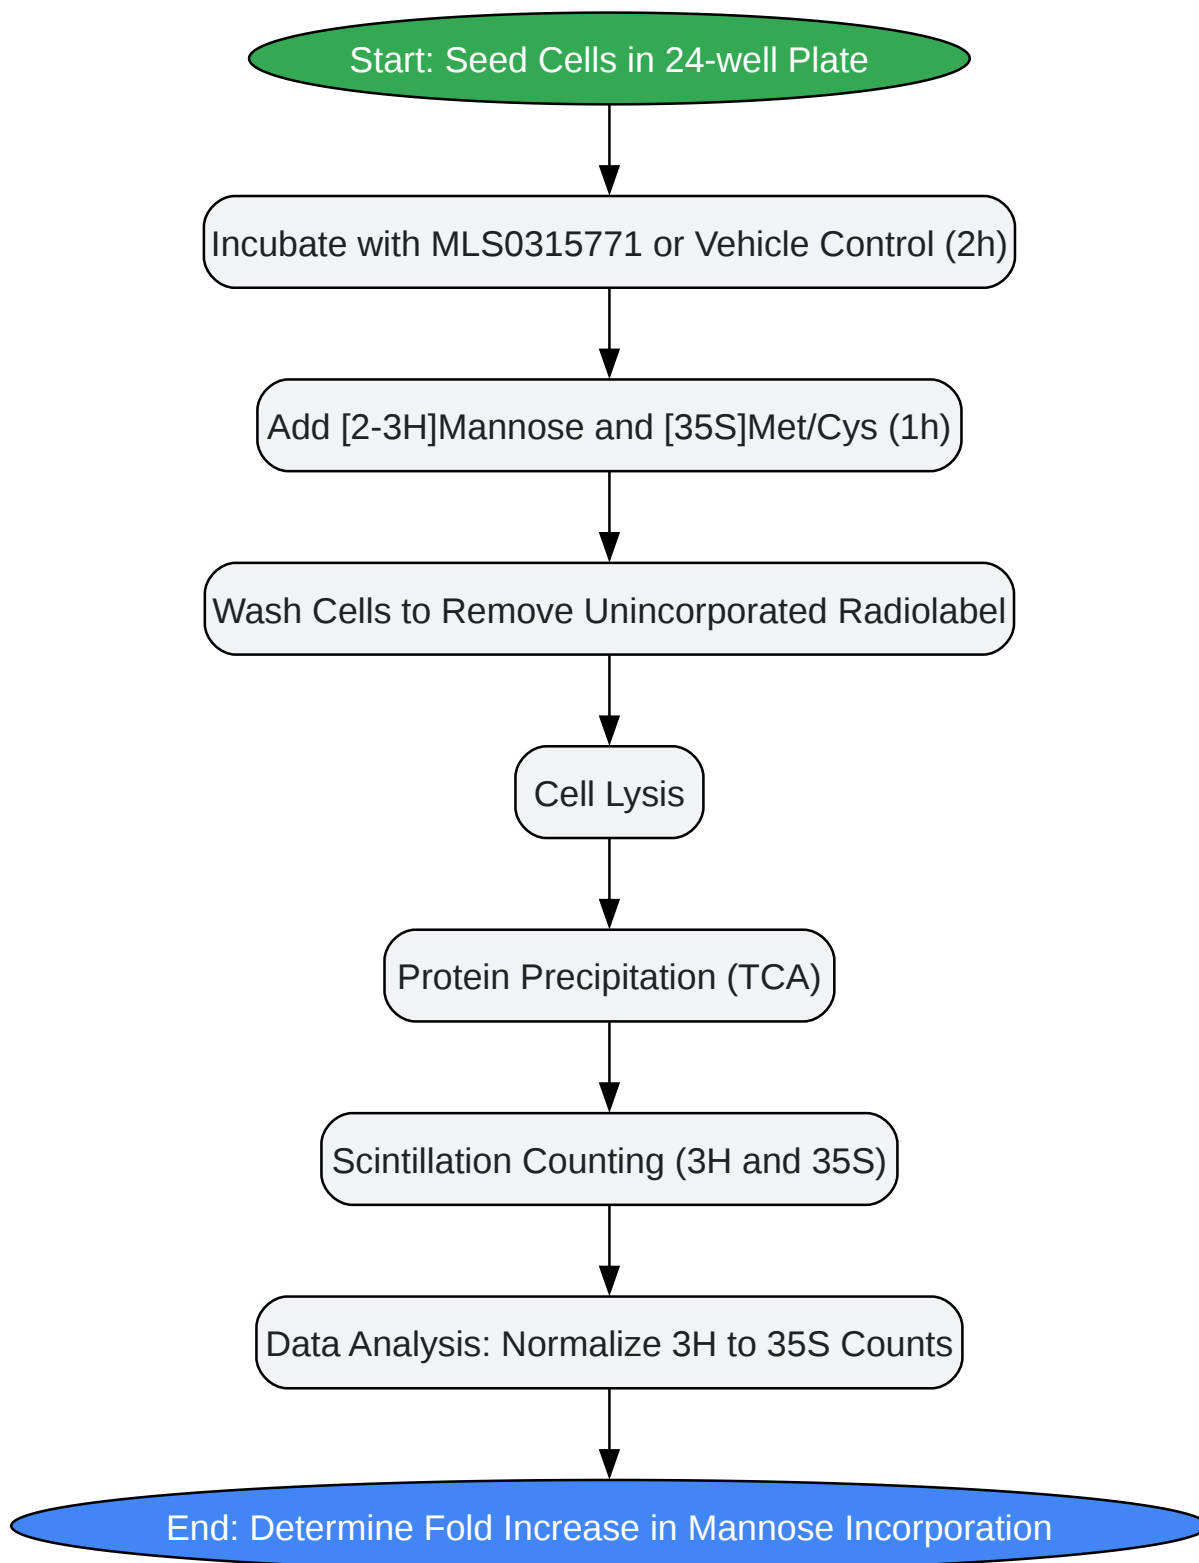 Start: Seed Cells in 24-well Plate
Incubate with MLS0315771 or Vehicle Control (2h)
Add [2-3H]Mannose and [35S]Met/Cys (1h)
Wash Cells to Remove Unincorporated Radiolabel
Cell Lysis
Protein Precipitation (TCA)
Scintillation Counting (3H and 35S)
Data Analysis: Normalize 3H to 35S Counts
End: Determine Fold Increase in Mannose Incorporation